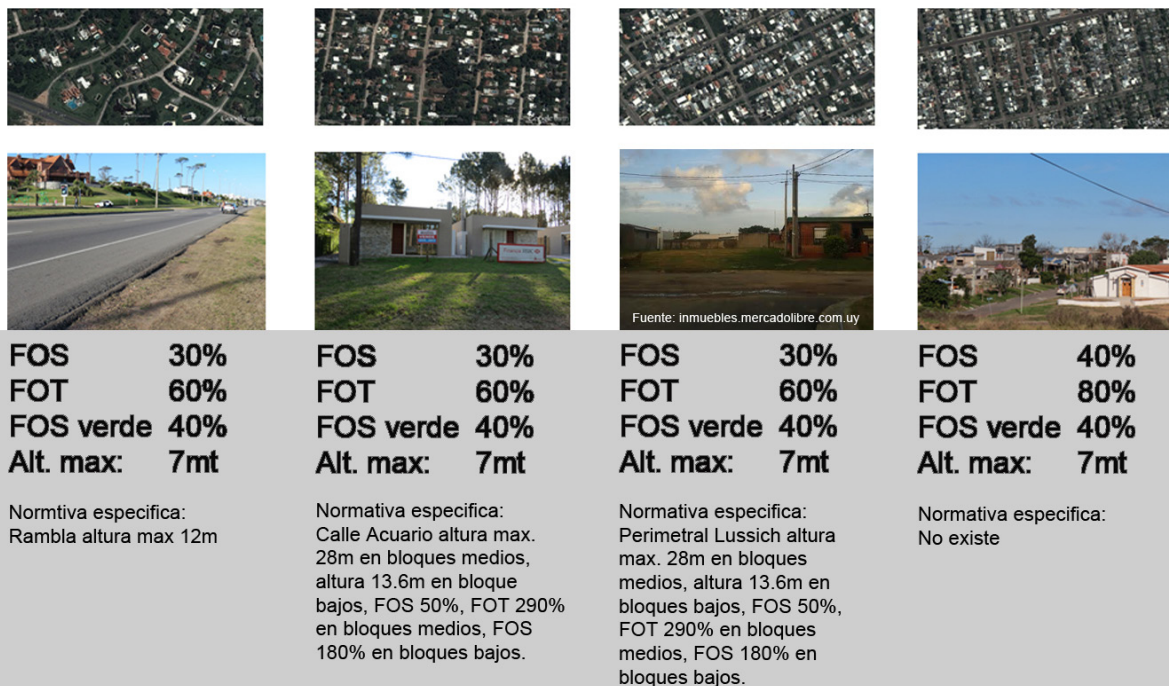 Fuente: inmuebles.mercadolibre.com.uy
FOS 30%
FOT 60%
FOS verde 40%
Alt. max: 7mt
Normtiva especifica:
Rambla altura max 12m
FOS 30%
FOT 60%
FOS verde 40%
Alt. max: 7mt
Normativa especifica:
Calle Acuario altura max.
28m en bloques medios,
altura 13.6m en bloque
bajos, FOS 50%, FOT 290%
en bloques medios, FOS
180% en bloques bajos.
FOS 30%
FOT 60%
FOS verde 40%
Alt. max: 7mt
Normativa especifica:
Perimetral Lussich altura
max. 28m en bloques
medios, altura 13.6m en
bloques bajos, FOS 50%,
FOT 290% en bloques
medios, FOS 180% en
bloques bajos.
FOS 40%
FOT 80%
FOS verde 40%
Alt. max: 7mt
Normativa especifica:
No existe